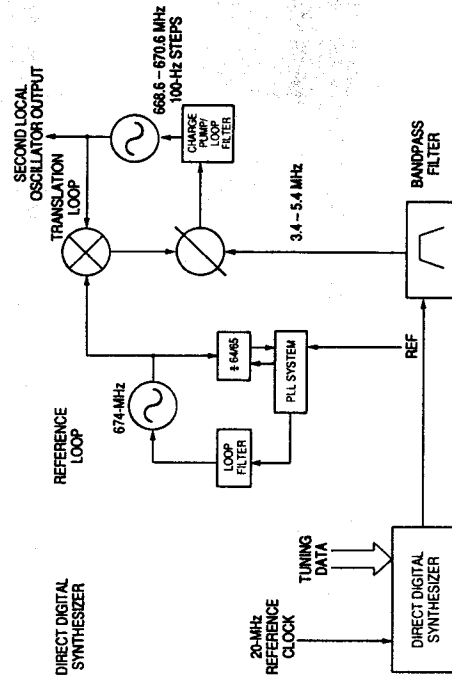 DIRECT DIGITAL
SYNTHESIZER
REFERENCE
LOOP
SECOND LOCAL
OSCILLATOR OUTPUT
TRANSLATION
LOOP
674-MHz
668.6 – 670.6 MHz
100-Hz STEPS
LOOP
FILTER
÷ 64/65
CHARGE
PUMP/
LOOP
FILTER
PLL SYSTEM
3.4 – 5.4 MHz
20-MHz
REFERENCE
CLOCK
TUNING
DATA
REF
BANDPASS
FILTER
DIRECT DIGITAL
SYNTHESIZER